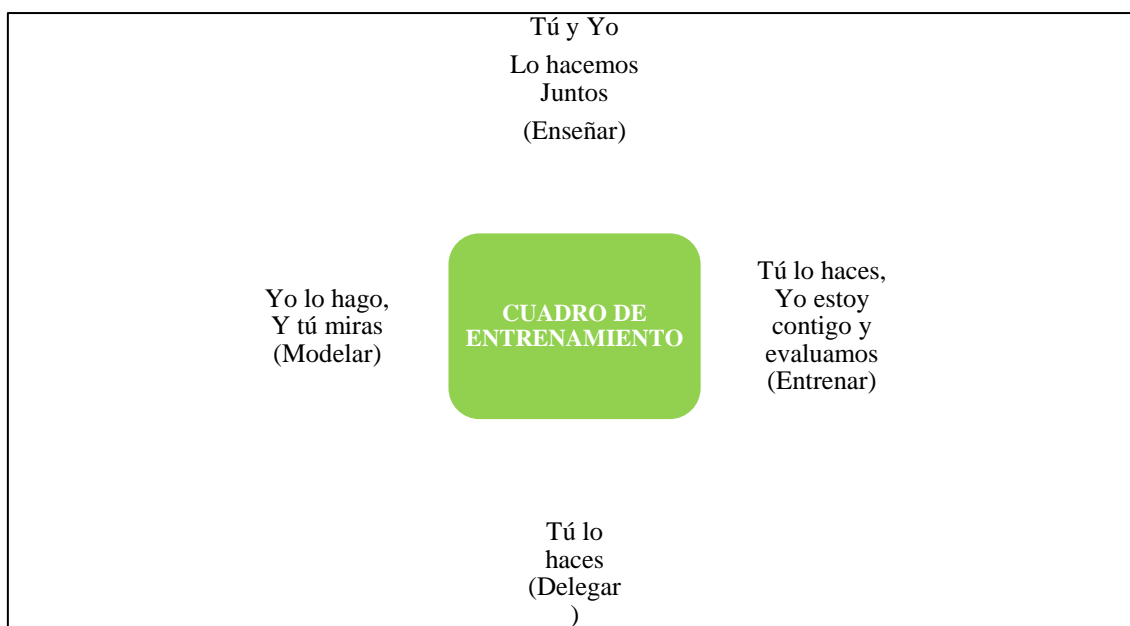 Tú y Yo
Lo hacemos
Juntos
(Enseñar)
Yo lo hago,
Y tú miras
(Modelar)
CUADRO DE
ENTRENAMIENTO
Tú lo haces,
Yo estoy
contigo y
evaluamos
(Entrenar)
Tú lo
haces
(Delegar
)